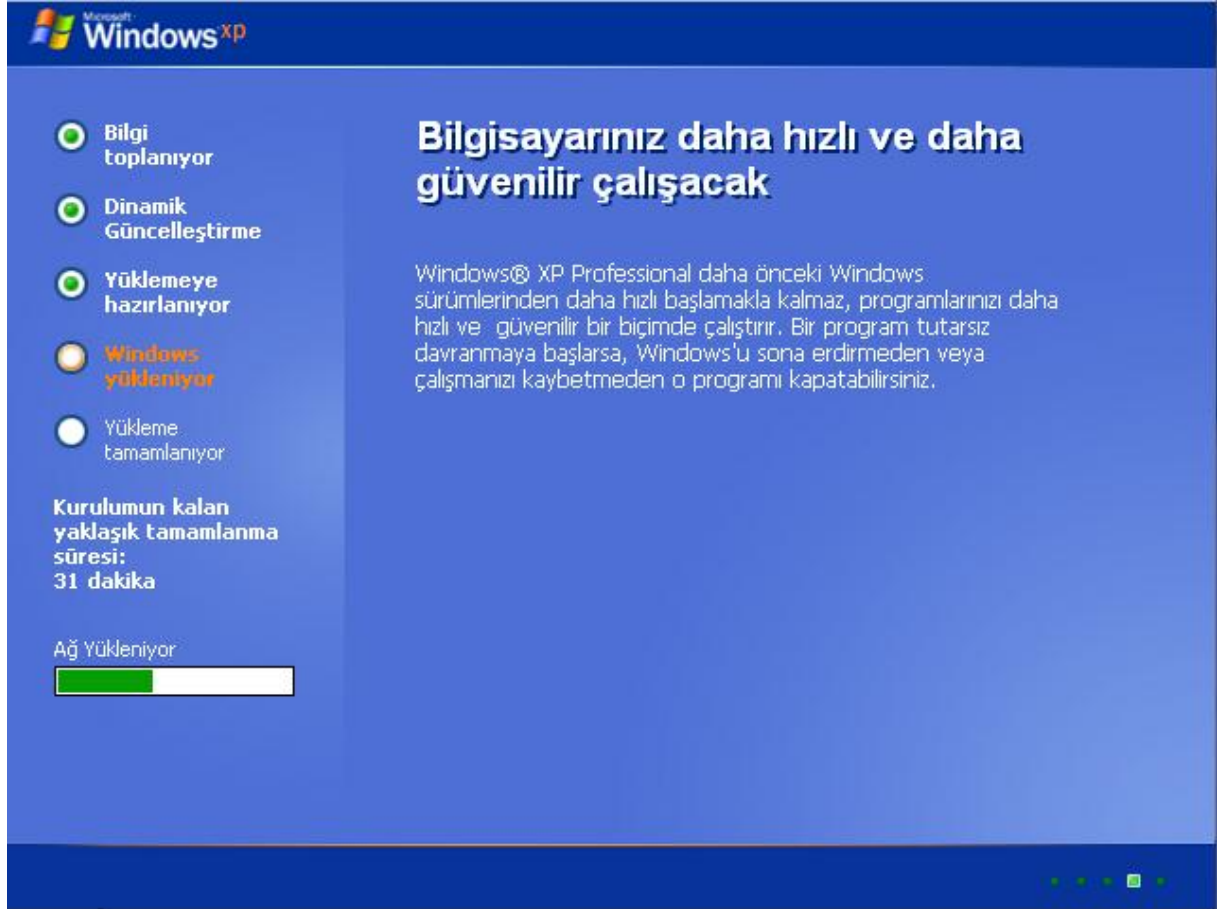 Microsoft
Windows xp
Bilgi
toplanıyor
Dinamik
Güncelleştirme
Yüklemeye
hazırlanıyor
Windows
yükleniyor
Yükleme
tamamlanıyor
Kurulumun kalan
yaklaşık tamamlanma
süresi:
31 dakika
Ağ Yükleniyor
Bilgisayarınız daha hızlı ve daha
güvenilir çalışacak
Windows® XP Professional daha önceki Windows
sürümlerinden daha hızlı başlamakla kalmaz, programlarınızı daha
hızlı ve güvenilir bir biçimde çalıştırır. Bir program tutarsız
davranmaya başlarsa, Windows'u sona erdirmeden veya
çalışmanızı kaybetmeden o programı kapatabilirsiniz.